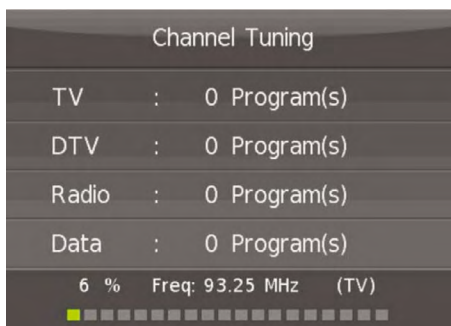 Channel Tuning
TV : 0 Program(s)
DTV : 0 Program(s)
Radio : 0 Program(s)
Data : 0 Program(s)
6 % Freq: 93.25 MHz (TV)